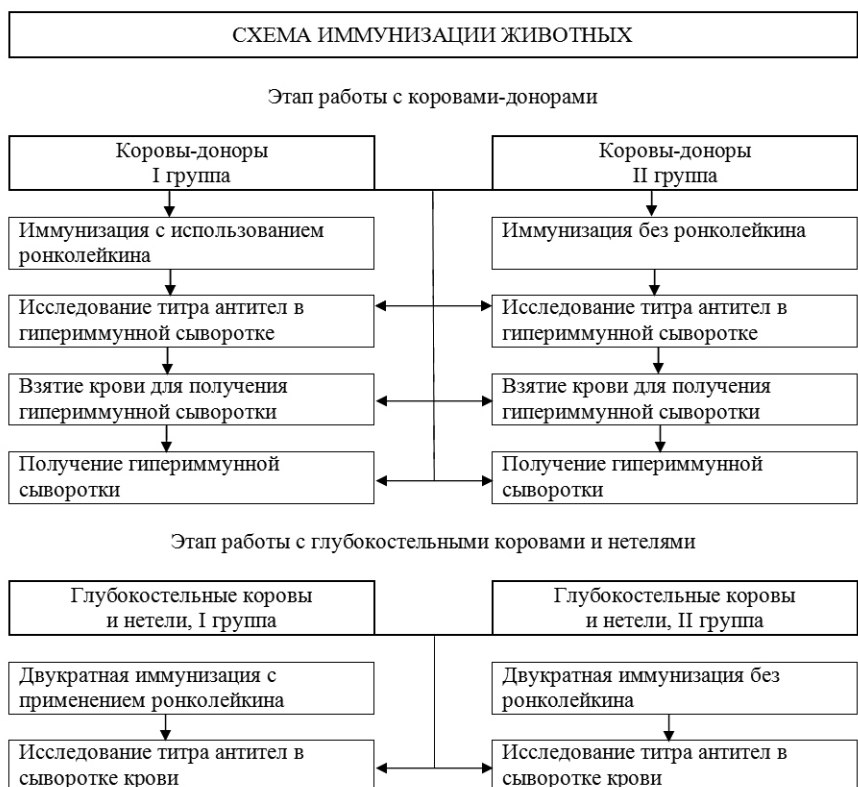 СХЕМА ИММУНИЗАЦИИ ЖИВОТНЫХ
Этап работы с коровами-донорами
Коровы-доноры
I группа
Коровы-доноры
II группа
Иммунизация с использованием
ронколейкина
Иммунизация без ронколейкина
Исследование титра антител в
гипериммунной сыворотке
Исследование титра антител в
гипериммунной сыворотке
Взятие крови для получения
гипериммунной сыворотки
Взятие крови для получения
гипериммунной сыворотки
Получение гипериммунной
сыворотки
Получение гипериммунной
сыворотки
Этап работы с глубокостельными коровами и нетелями
Глубокостельные коровы
и нетели, I группа
Глубокостельные коровы
и нетели, II группа
Двукратная иммунизация с
применением ронколейкина
Двукратная иммунизация без
ронколейкина
Исследование титра антител в
сыворотке крови
Исследование титра антител в
сыворотке крови